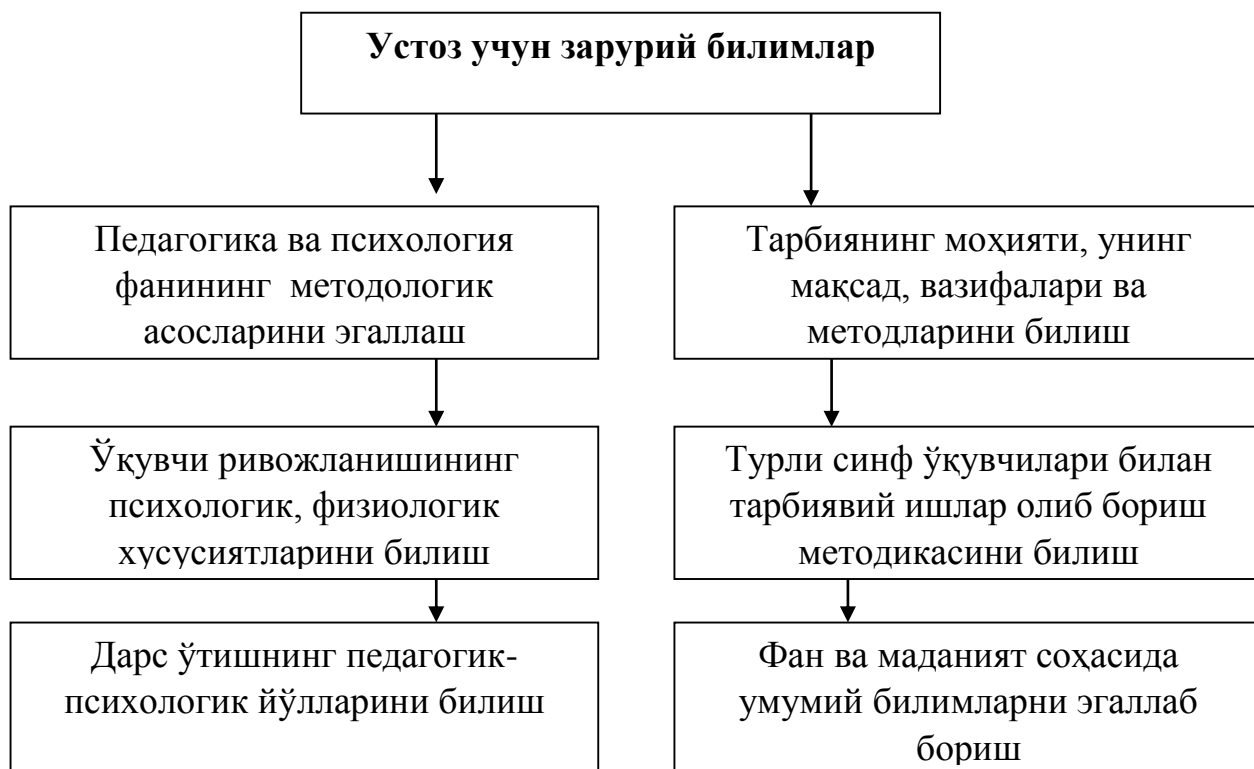 Устоз учун зарурий билимлар
Педагогика ва психология
фанининг методологик
асосларини эгаллаш
Тарбиянинг моҳияти, унинг
мақсад, вазифалари ва
методларини билиш
Ўқувчи ривожланишининг
психологик, физиологик
хусусиятларини билиш
Турли синф ўқувчилари билан
тарбиявий ишлар олиб бориш
методикасини билиш
Дарс ўтишнинг педагогик-
психологик йўлларини билиш
Фан ва маданият соҳасида
умумий билимларни эгаллаб
бориш